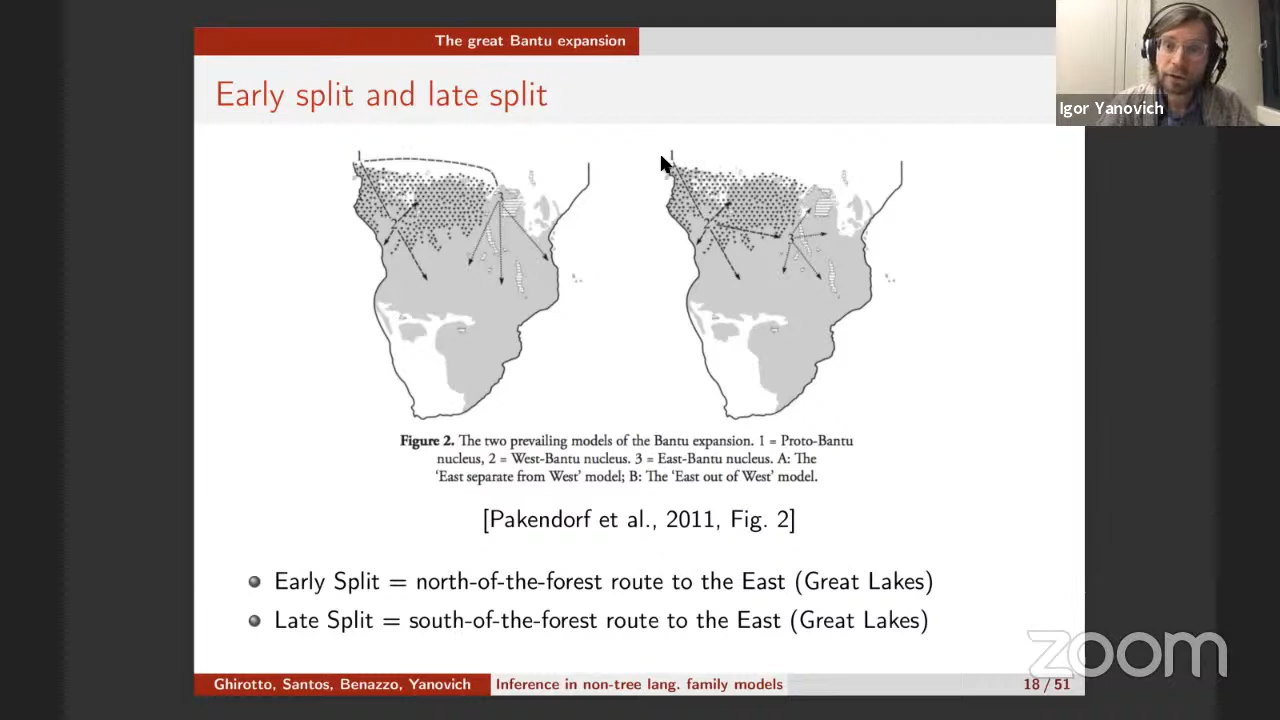 The great Bantu expansion
Early split and late split
Igor Yanovich
Figure 2. The two prevailing models of the Bantu expansion. 1 = Proto-Bantu
nucleus, 2 = West-Bantu nucleus. 3 = East-Bantu nucleus. A: The
'East separate from West' model; B: The 'East out of West' model.
[Pakendorf et al., 2011, Fig. 2]
Early Split = north-of-the-forest route to the East (Great Lakes)
Late Split = south-of-the-forest route to the East (Great Lakes)
zoom
Ghirotto, Santos, Benazzo, Yanovich Inference in non-tree lang. family models 18 / 51